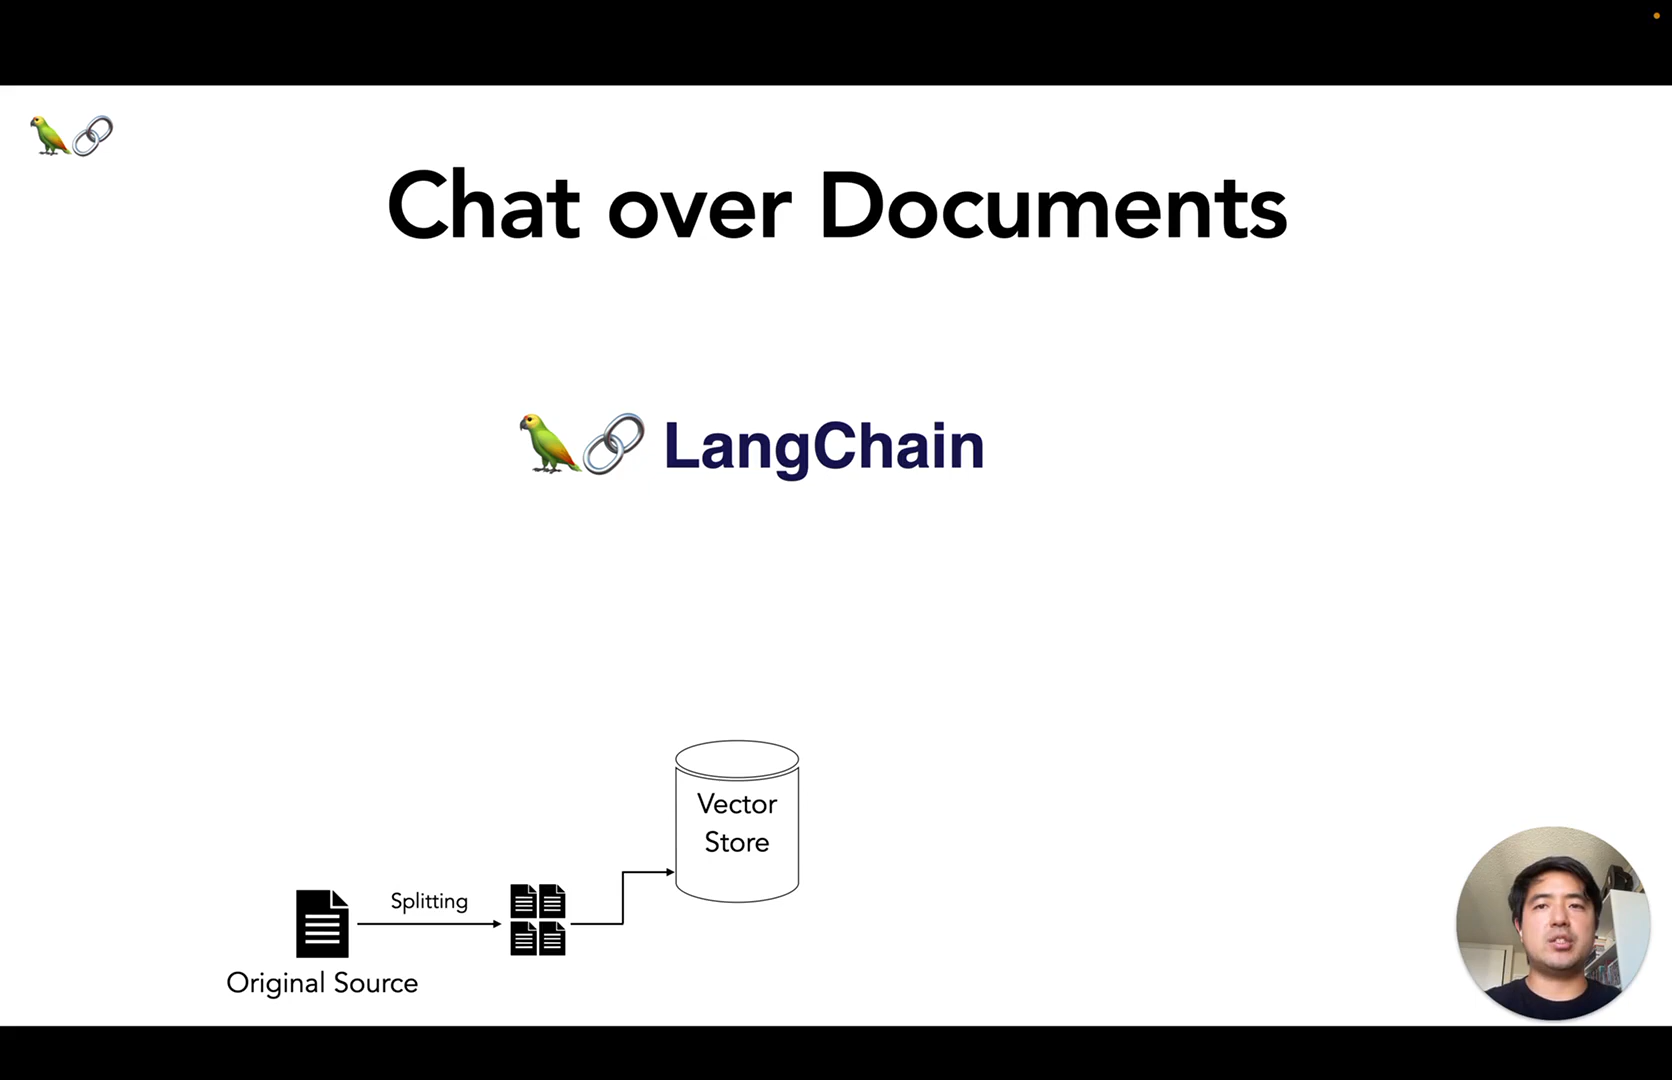 Chat over Documents
LangChain
Vector
Store
Splitting
Original Source